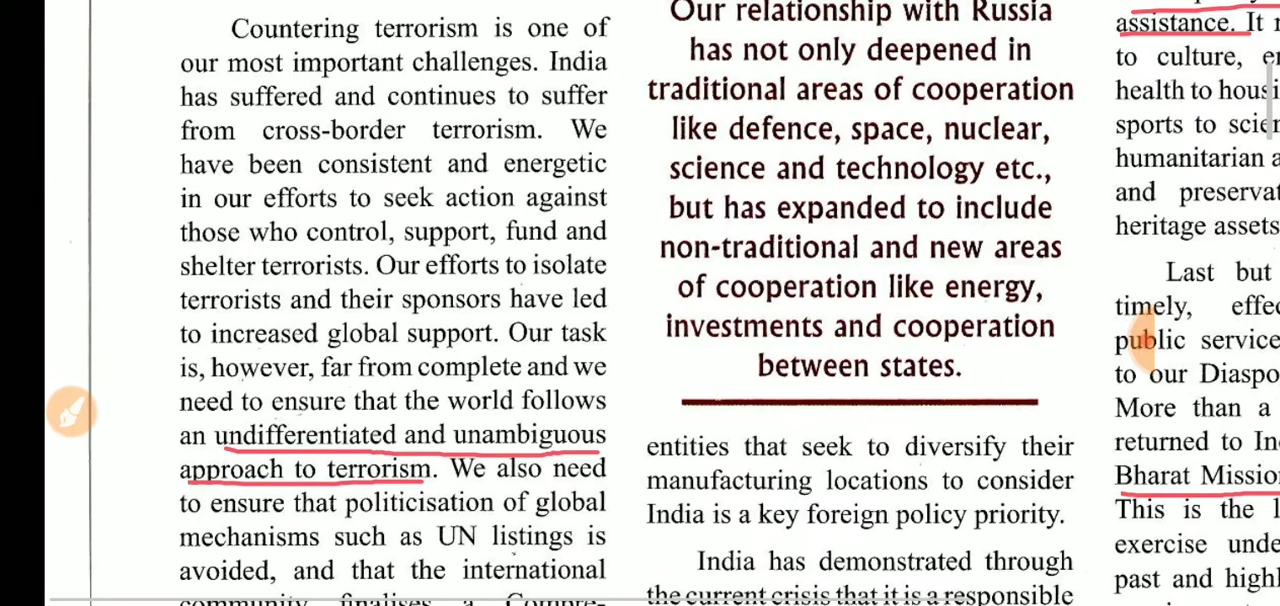 Countering terrorism is one of
our most important challenges. India
has suffered and continues to suffer
from cross-border terrorism. We
have been consistent and energetic
in our efforts to seek action against
those who control, support, fund and
shelter terrorists. Our efforts to isolate
terrorists and their sponsors have led
to increased global support. Our task
is, however, far from complete and we
need to ensure that the world follows
an undifferentiated and unambiguous
approach to terrorism. We also need
to ensure that politicisation of global
mechanisms such as UN listings is
avoided, and that the international
community finalises a Compre-
Our relationship with Russia
has not only deepened in
traditional areas of cooperation
like defence, space, nuclear,
science and technology etc.,
but has expanded to include
non-traditional and new areas
of cooperation like energy,
investments and cooperation
between states.
entities that seek to diversify their
manufacturing locations to consider
India is a key foreign policy priority.
India has demonstrated through
the current crisis that it is a responsible
assistance. It
to culture,
health to housi
sports to scien
humanitarian a
and preservat
heritage assets
Last but
timely, effec
public service
to our Diaspo
More than a
returned to In
Bharat Missio
This is the l
exercise unde
past and highl